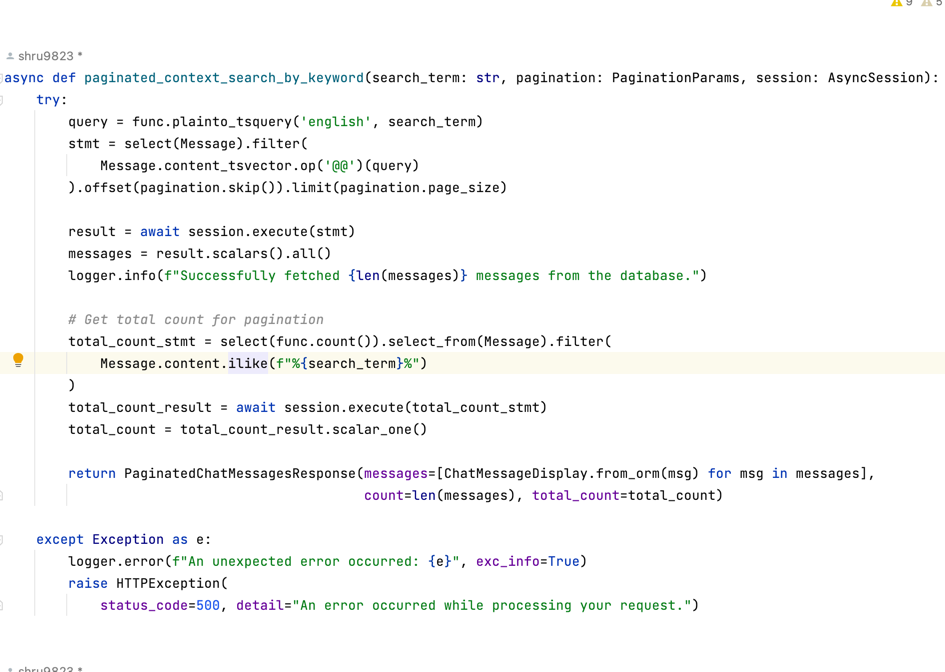 9 5
shru9823 *
async def paginated_context_search_by_keyword(search_term: str, pagination: PaginationParams, session: AsyncSession):
    try:
        query = func.plainto_tsquery('english', search_term)
        stmt = select(Message).filter(
            Message.content_tsvector.op('@@')(query)
        ).offset(pagination.skip()).limit(pagination.page_size)

        result = await session.execute(stmt)
        messages = result.scalars().all()
        logger.info(f"Successfully fetched {len(messages)} messages from the database.")

        # Get total count for pagination
        total_count_stmt = select(func.count()).select_from(Message).filter(
            Message.content.ilike(f"%{search_term}%")
        )
        total_count_result = await session.execute(total_count_stmt)
        total_count = total_count_result.scalar_one()

        return PaginatedChatMessagesResponse(messages=[ChatMessageDisplay.from_orm(msg) for msg in messages],
                                             count=len(messages), total_count=total_count)

    except Exception as e:
        logger.error(f"An unexpected error occurred: {e}", exc_info=True)
        raise HTTPException(
            status_code=500, detail="An error occurred while processing your request.")

shru9823 *